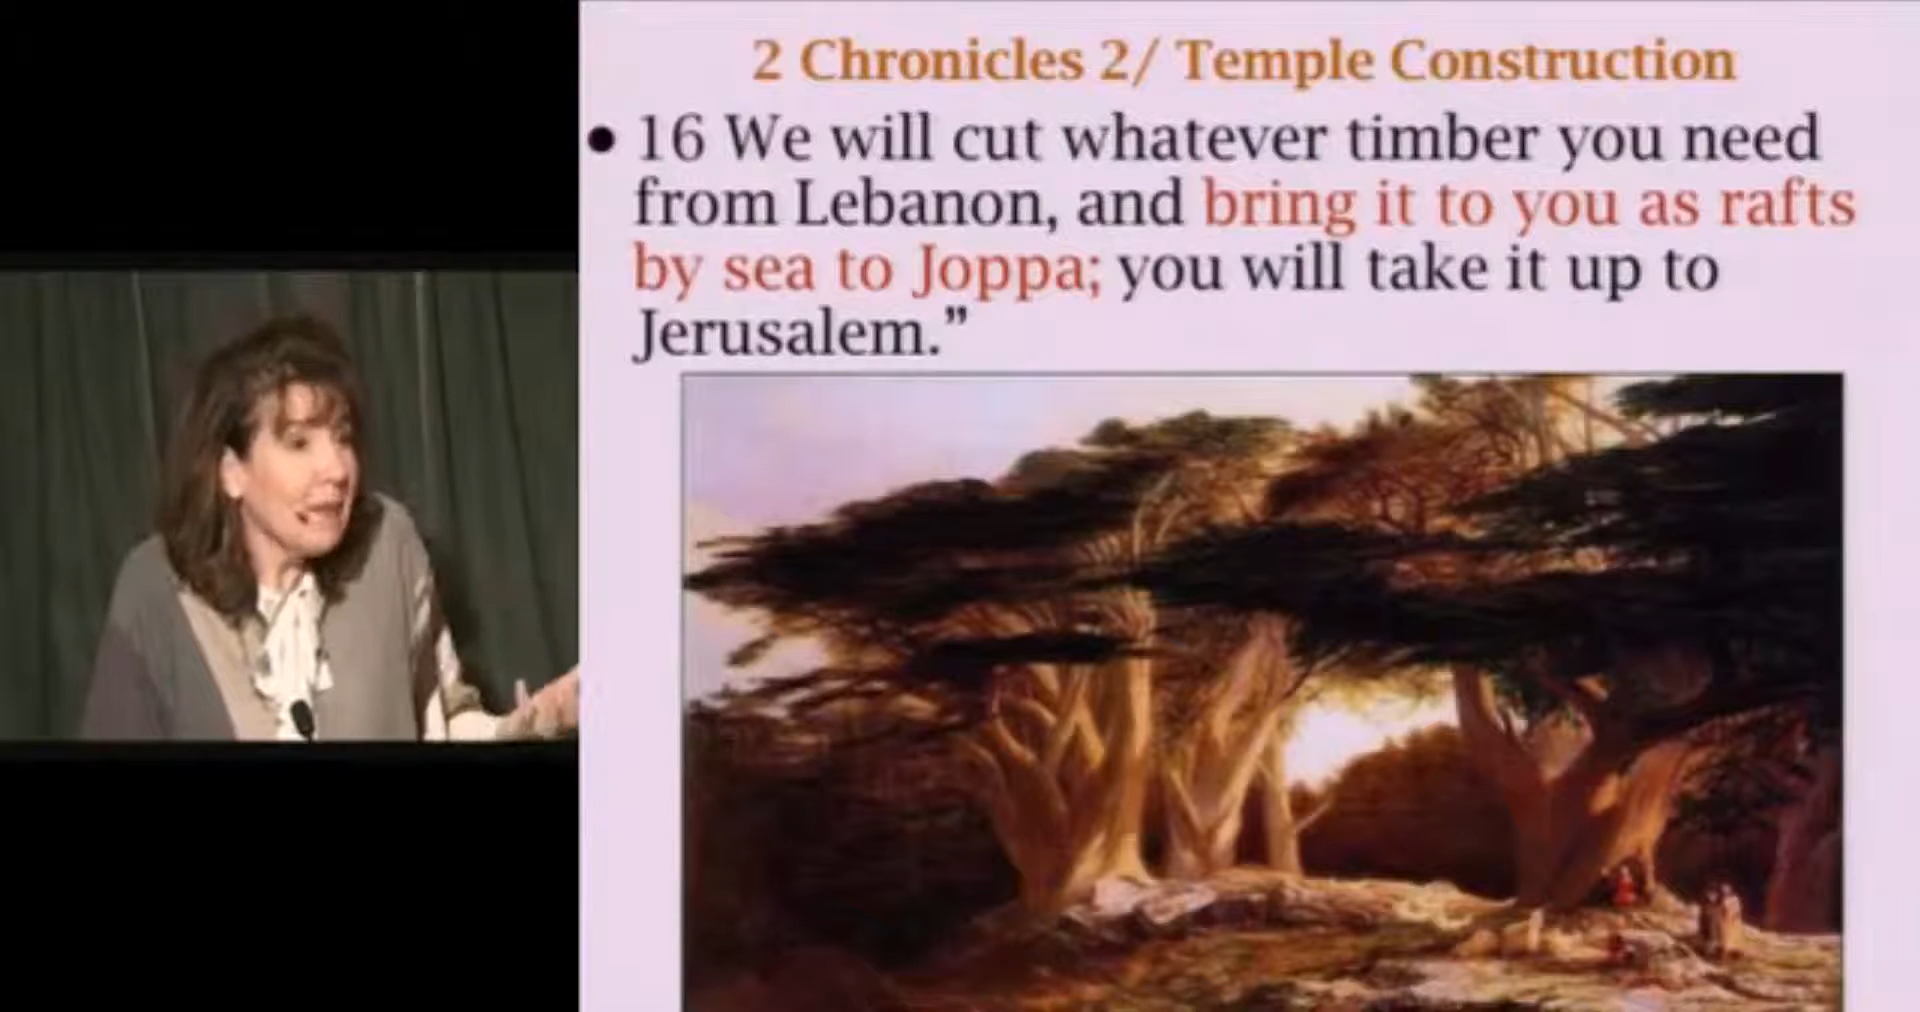 2 Chronicles 2/ Temple Construction
• 16 We will cut whatever timber you need
from Lebanon, and bring it to you as rafts
by sea to Joppa; you will take it up to
Jerusalem.”